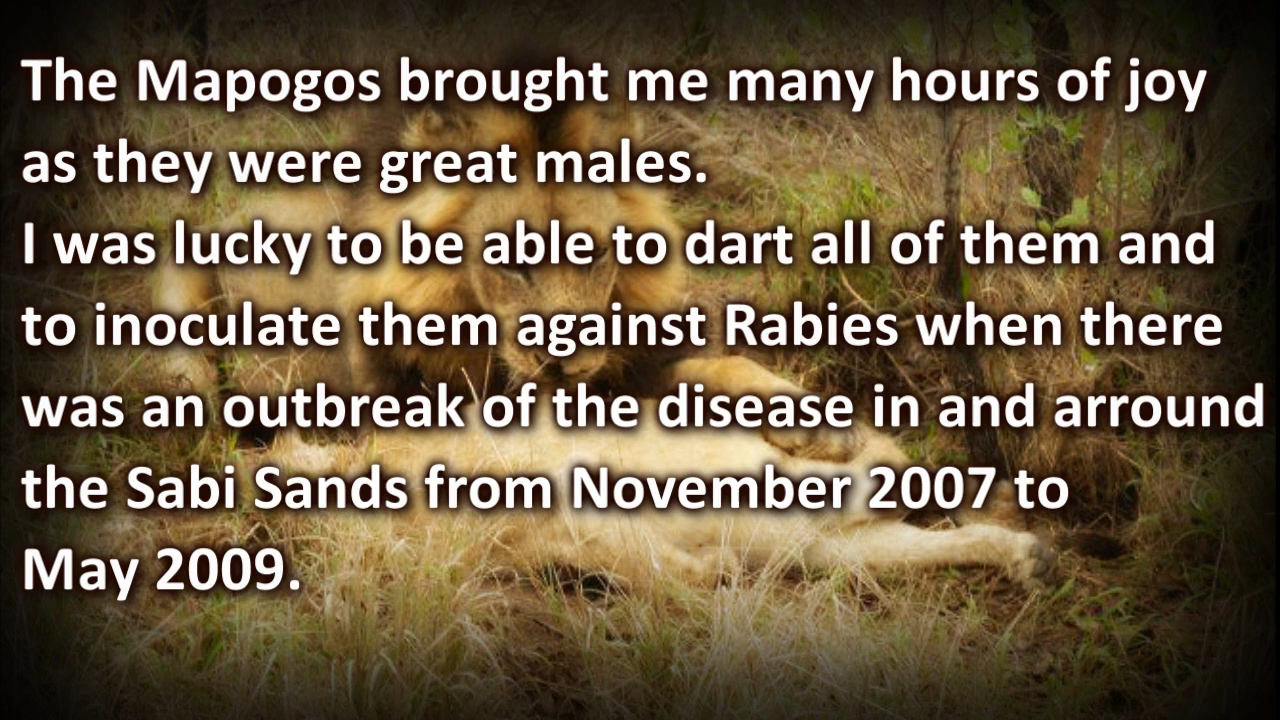 The Mapogos brought me many hours of joy
as they were great males.
I was lucky to be able to dart all of them and
to inoculate them against Rabies when there
was an outbreak of the disease in and arround
the Sabi Sands from November 2007 to
May 2009.